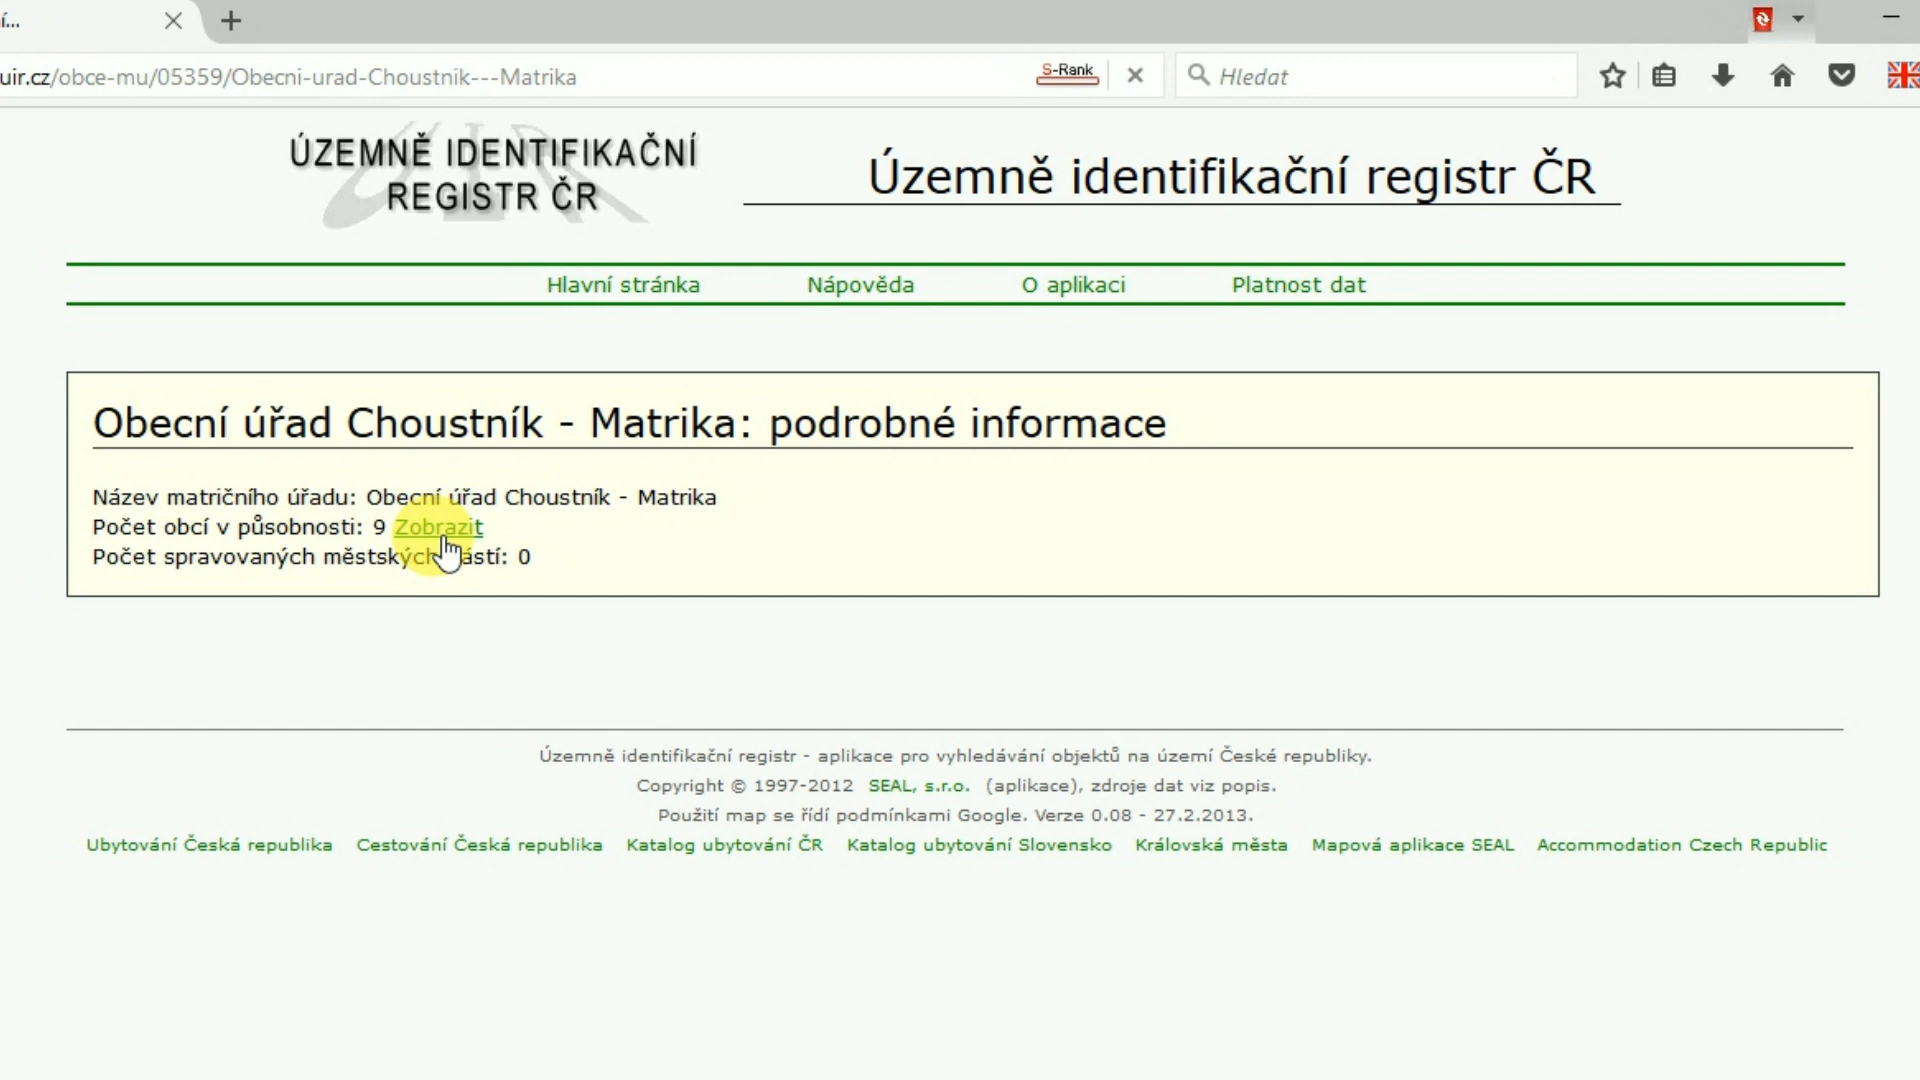 í...
uir.cz/obce-mu/05359/Obecni-urad-Choustnik---Matrika
S-Rank
Hledat
ÚZEMNĚ IDENTIFIKAČNÍ
REGISTR ČR
Územně identifikační registr ČR
Hlavní stránka Nápověda O aplikaci Platnost dat
Obecní úřad Choustník - Matrika: podrobné informace
Název matričního úřadu: Obecní úřad Choustník - Matrika
Počet obcí v působnosti: 9 Zobrazit
Počet spravovaných městských částí: 0
Územně identifikační registr - aplikace pro vyhledávání objektů na území České republiky.
Copyright © 1997-2012 SEAL, s.r.o. (aplikace), zdroje dat viz popis.
Použití map se řídí podmínkami Google. Verze 0.08 - 27.2.2013.
Ubytování Česká republika Cestování Česká republika Katalog ubytování ČR Katalog ubytování Slovensko Královská města Mapová aplikace SEAL Accommodation Czech Republic